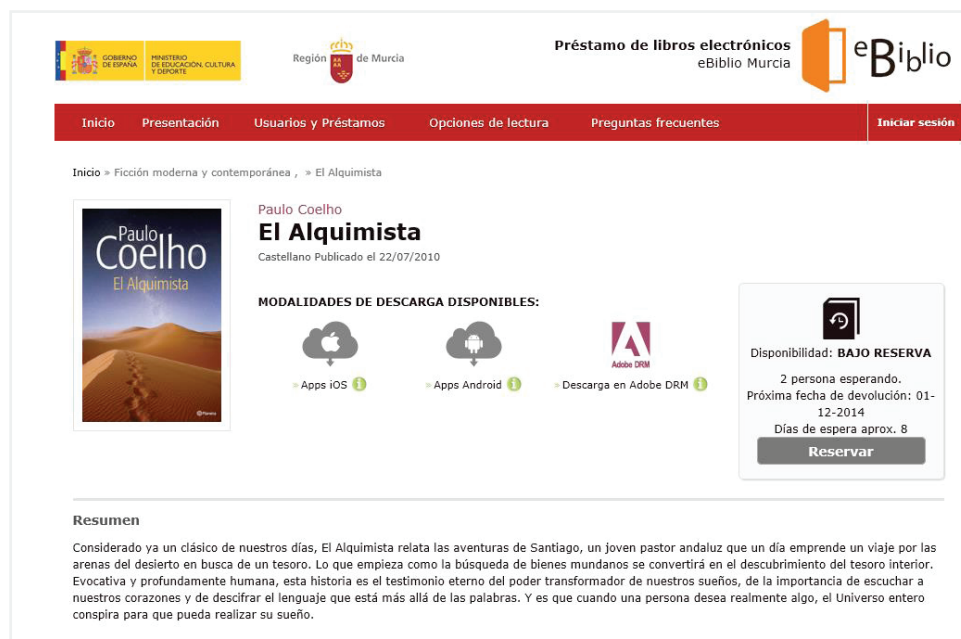 GOBIERNO
DE ESPAÑA
MINISTERIO
DE EDUCACIÓN, CULTURA
Y DEPORTE
Región de Murcia
Préstamo de libros electrónicos
eBiblio Murcia
eBiblio
Inicio Presentación Usuarios y Préstamos Opciones de lectura Preguntas frecuentes Iniciar sesión
Inicio » Ficción moderna y contemporánea , » El Alquimista
Paulo
Coelho
El Alquimista
Planeta
Paulo Coelho
El Alquimista
Castellano Publicado el 22/07/2010
MODALIDADES DE DESCARGA DISPONIBLES:
Adobe DRM
» Apps iOS i » Apps Android i » Descarga en Adobe DRM i
Disponibilidad: BAJO RESERVA
2 persona esperando.
Próxima fecha de devolución: 01-
12-2014
Días de espera aprox. 8
Reservar
Resumen
Considerado ya un clásico de nuestros días, El Alquimista relata las aventuras de Santiago, un joven pastor andaluz que un día emprende un viaje por las
arenas del desierto en busca de un tesoro. Lo que empieza como la búsqueda de bienes mundanos se convertirá en el descubrimiento del tesoro interior.
Evocativa y profundamente humana, esta historia es el testimonio eterno del poder transformador de nuestros sueños, de la importancia de escuchar a
nuestros corazones y de descifrar el lenguaje que está más allá de las palabras. Y es que cuando una persona desea realmente algo, el Universo entero
conspira para que pueda realizar su sueño.